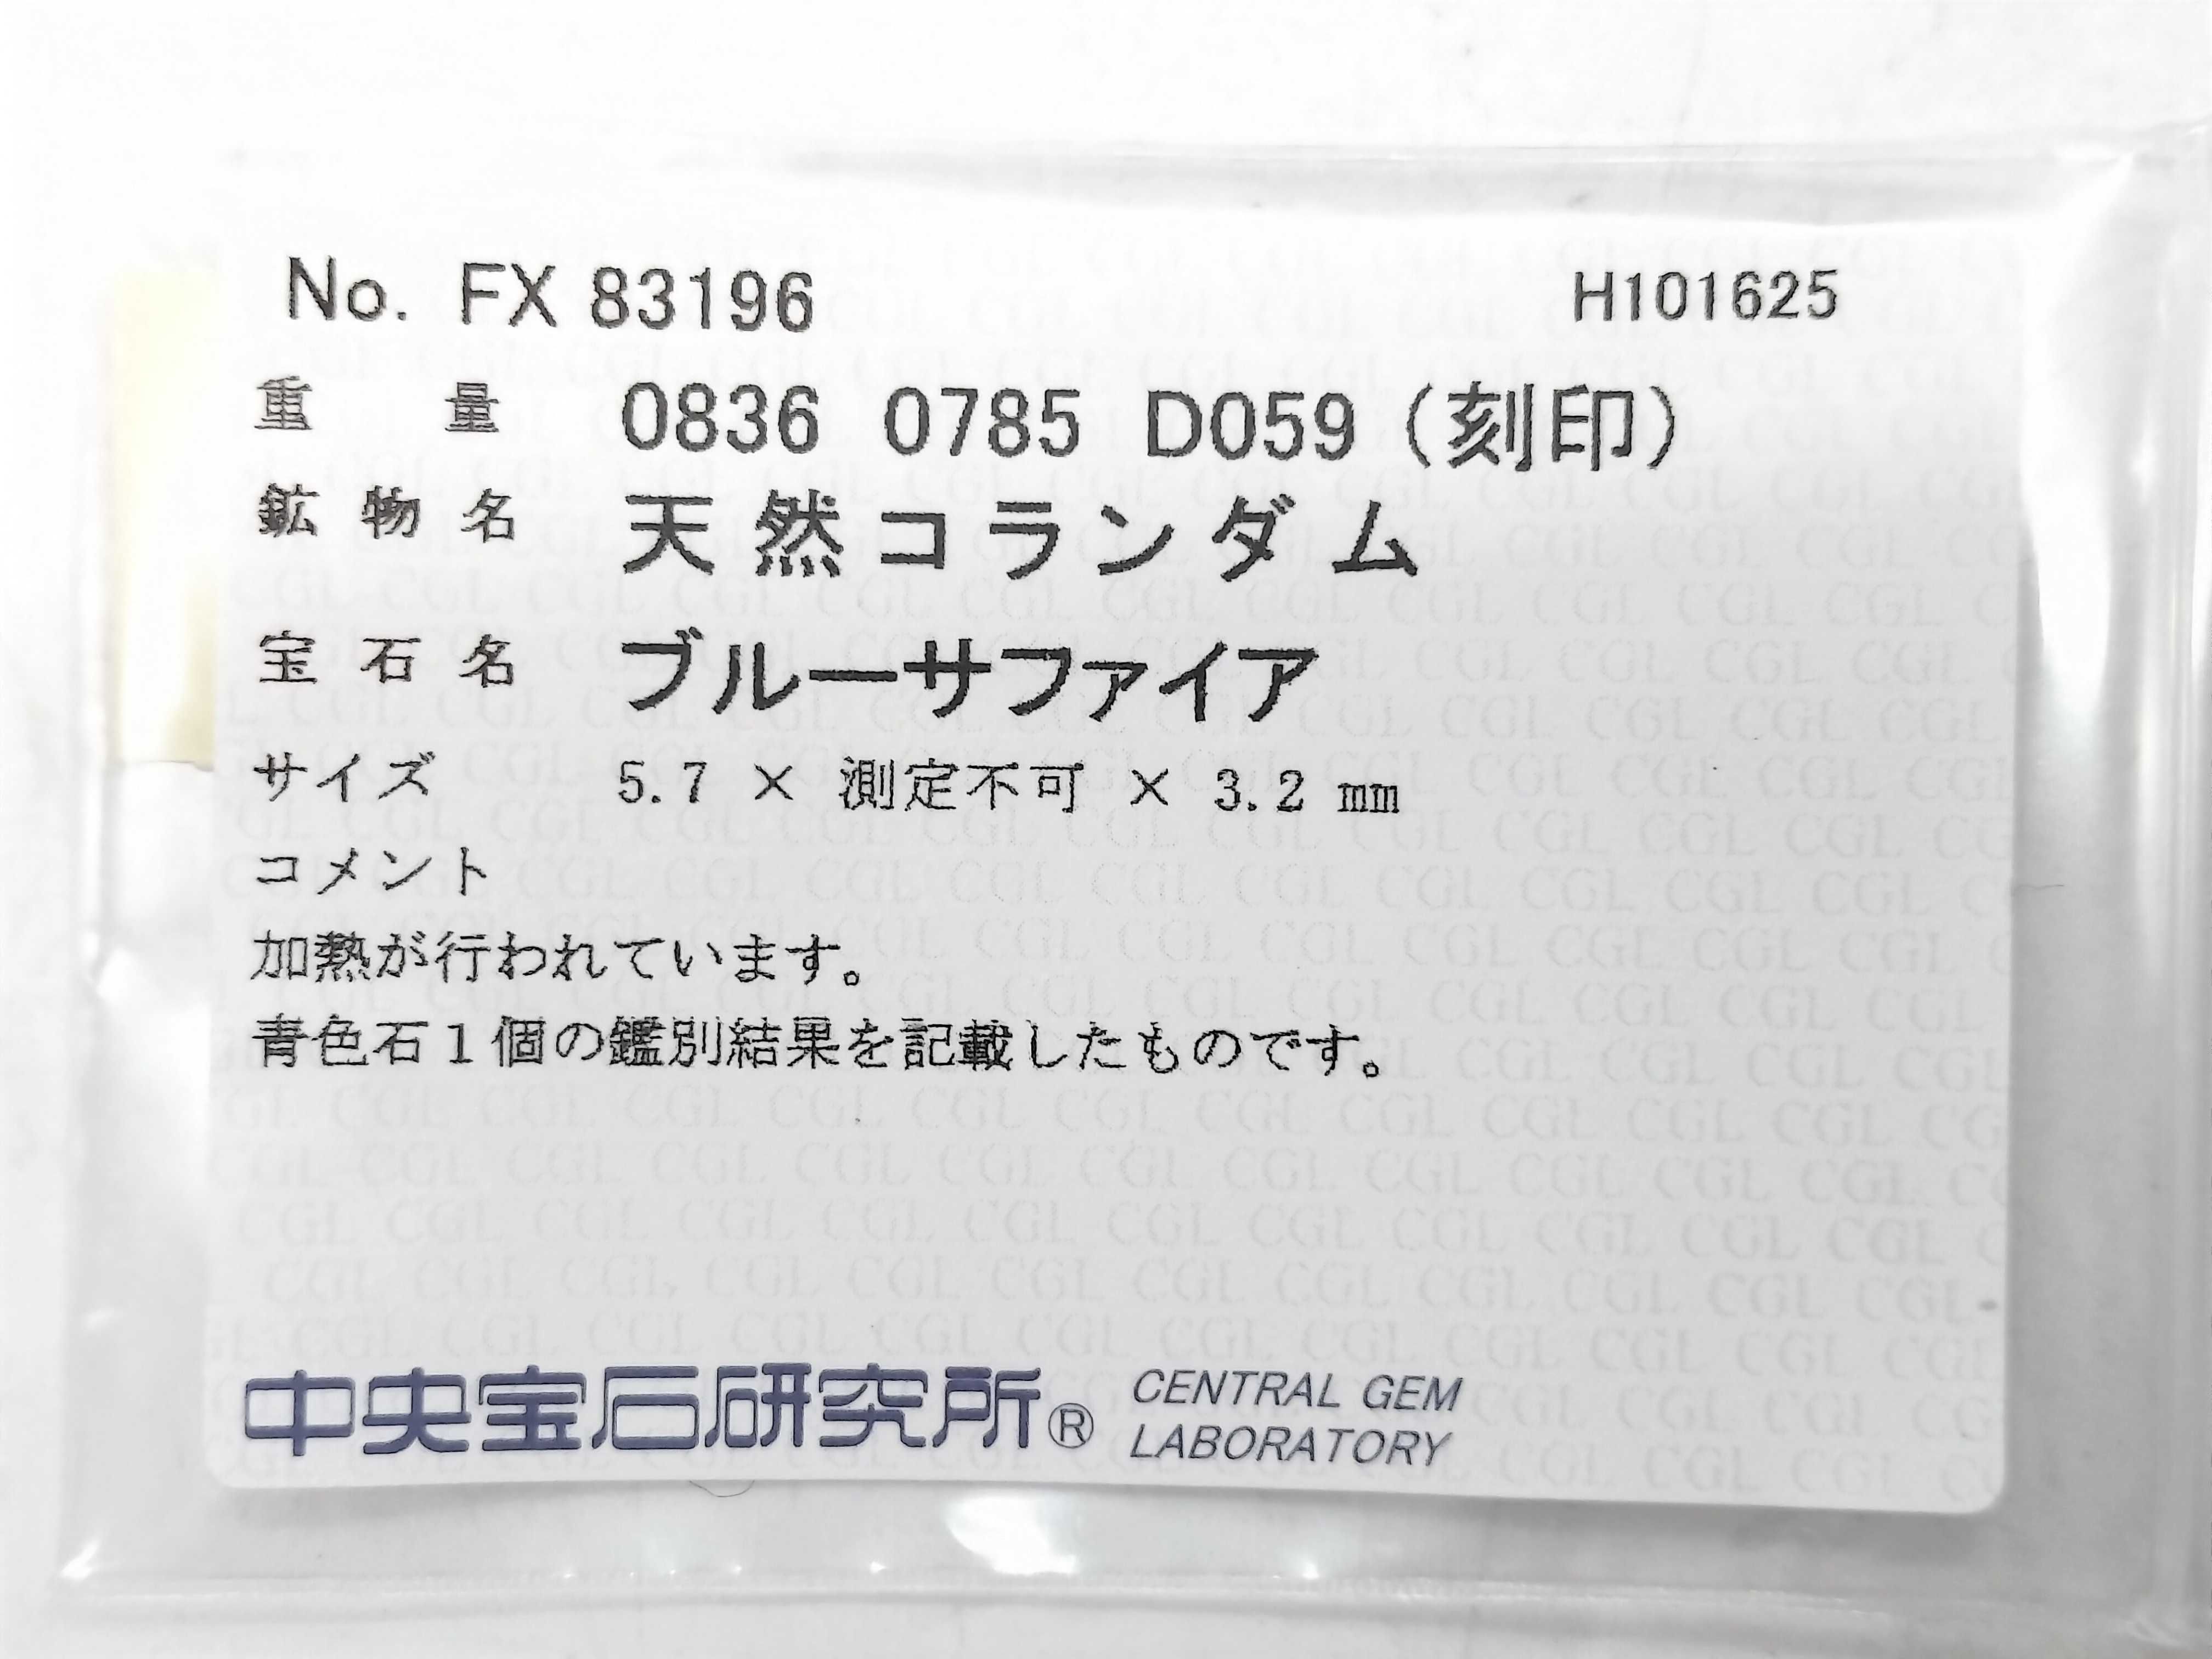 No. FX 83196 H101625
重量 0836 0785 D059（刻印）
鉱物名 天然コランダム
宝石名 ブルーサファイア
サイズ 5.7 × 測定不可 × 3.2 mm
コメント
加熱が行われています。
青色石1個の鑑別結果を記載したものです。
中央宝石研究所® CENTRAL GEM
LABORATORY